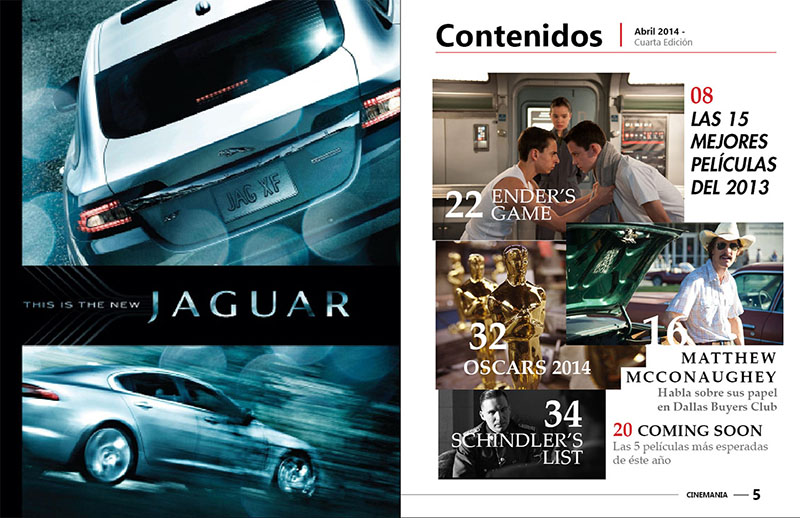 JAG XF
THIS IS THE NEW JAGUAR
Contenidos
Abril 2014 -
Cuarta Edición
08
LAS 15
MEJORES
PELÍCULAS
DEL 2013
22 ENDER'S
GAME
32
OSCARS 2014
16
MATTHEW
MCCONAUGHEY
Habla sobre sus papel
en Dallas Buyers Club
34
SCHINDLER'S
LIST
20 COMING SOON
Las 5 películas más esperadas
de éste año
CINEMANIA — 5